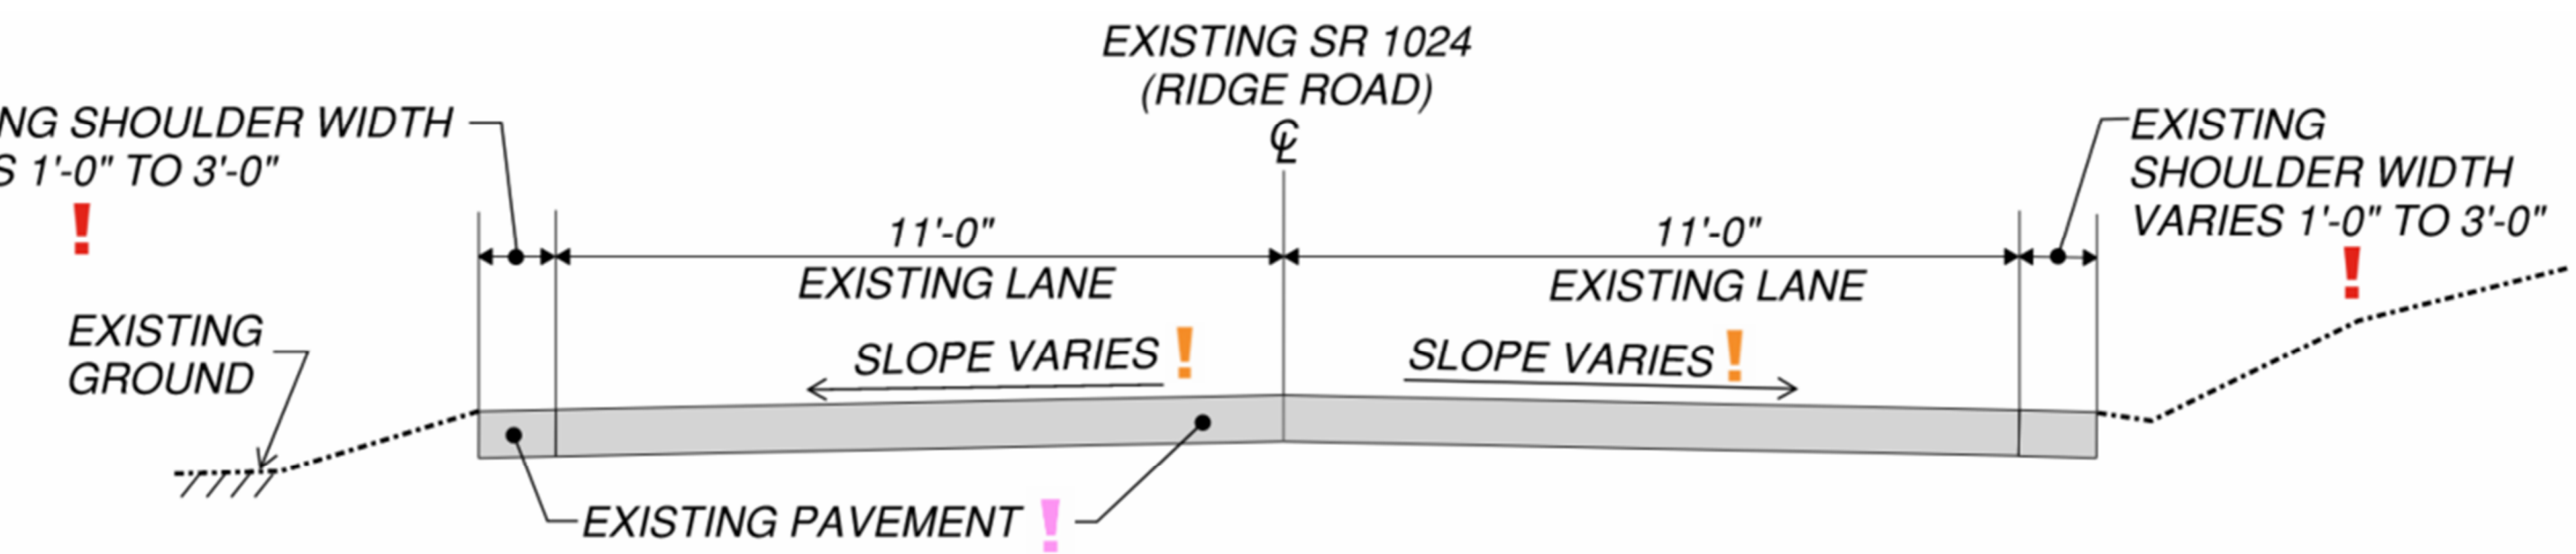 EXISTING SR 1024
(RIDGE ROAD)
℄
NG SHOULDER WIDTH
S 1'-0" TO 3'-0"
!
EXISTING
SHOULDER WIDTH
VARIES 1'-0" TO 3'-0"
!
11'-0"
EXISTING LANE
11'-0"
EXISTING LANE
EXISTING
GROUND
SLOPE VARIES !
SLOPE VARIES !
EXISTING PAVEMENT !